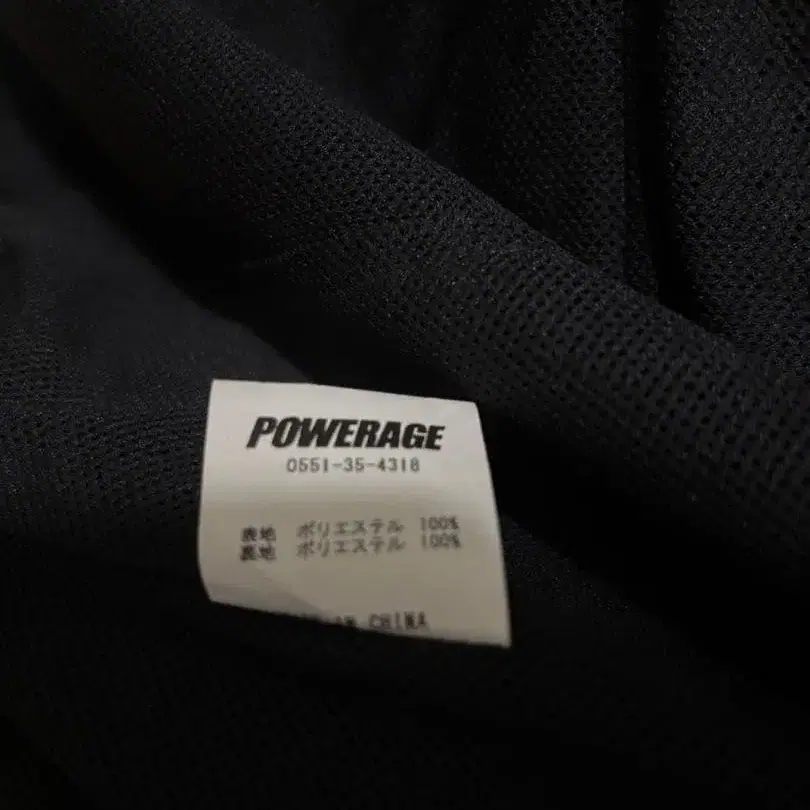 POWERAGE
0551-35-4318
表地 ポリエステル 100%
裏地 ポリエステル 100%
CHINA